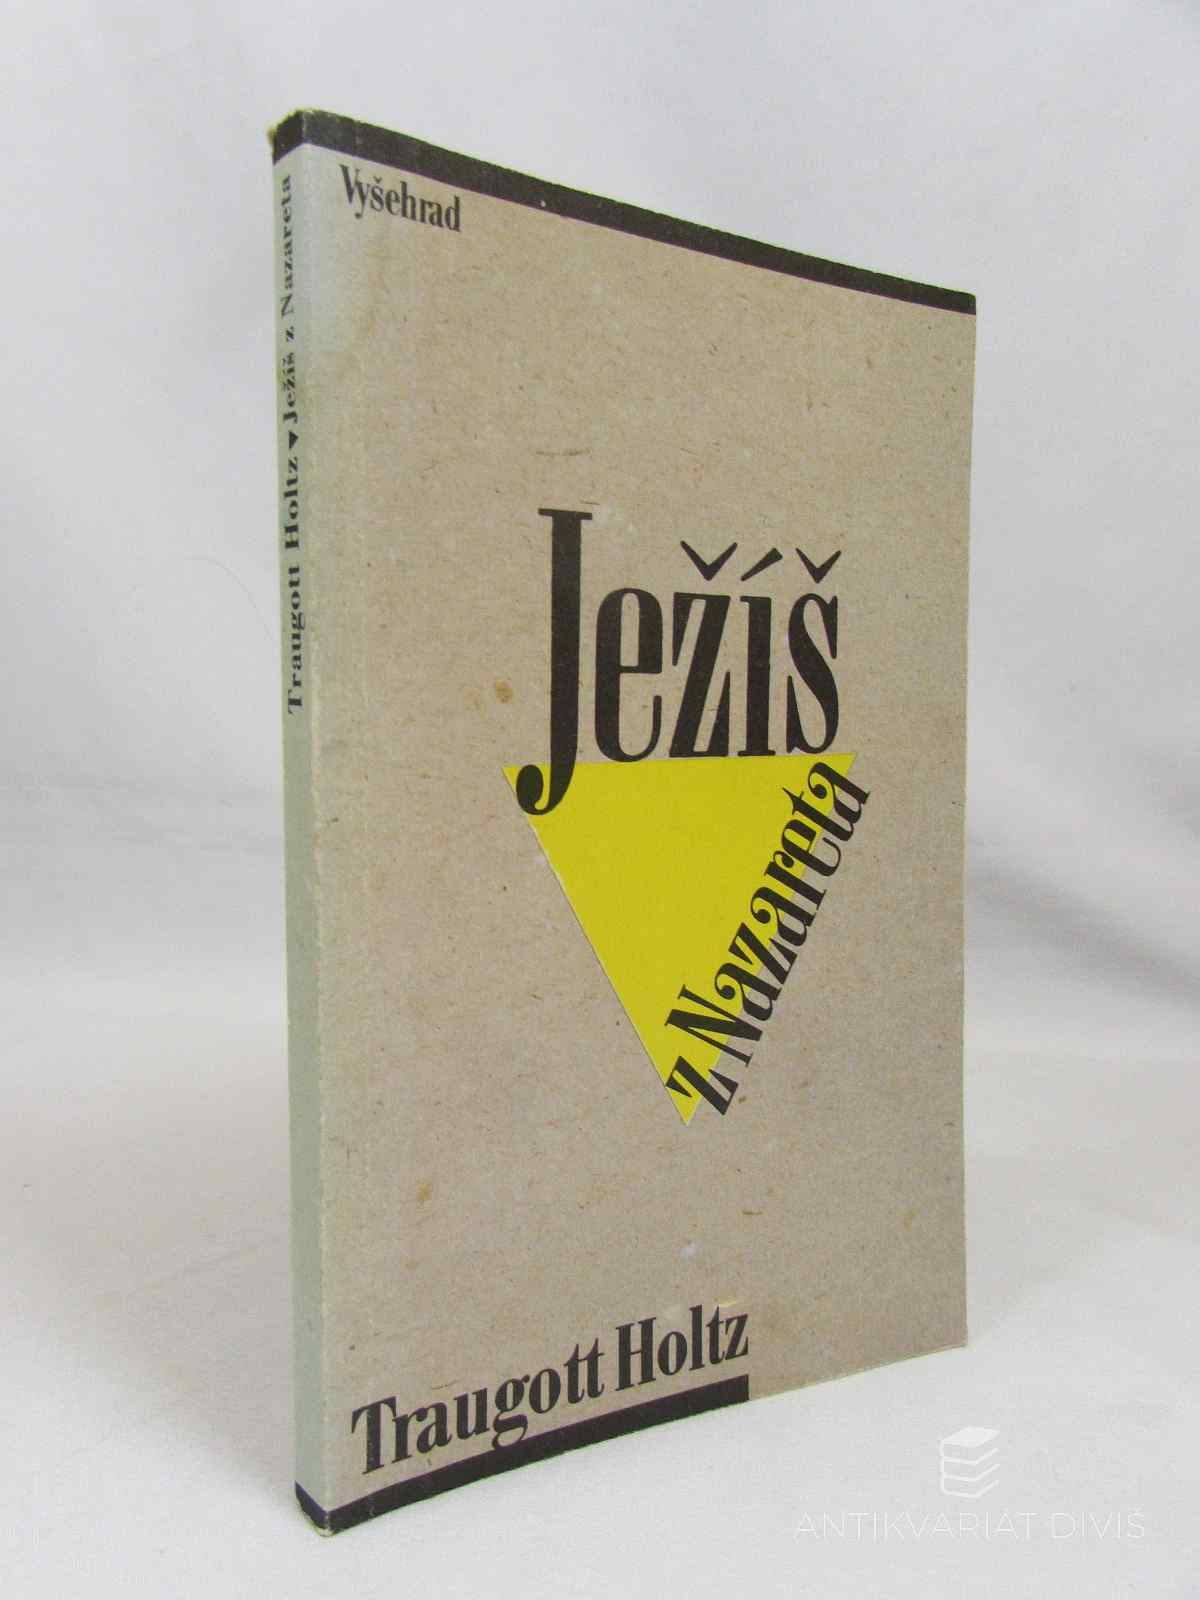 Vyšehrad
Traugott Holtz ▾ Ježíš z Nazareta
Ježíš
z Nazareta
Traugott Holtz
ANTIKVARIÁT DIVIŠ